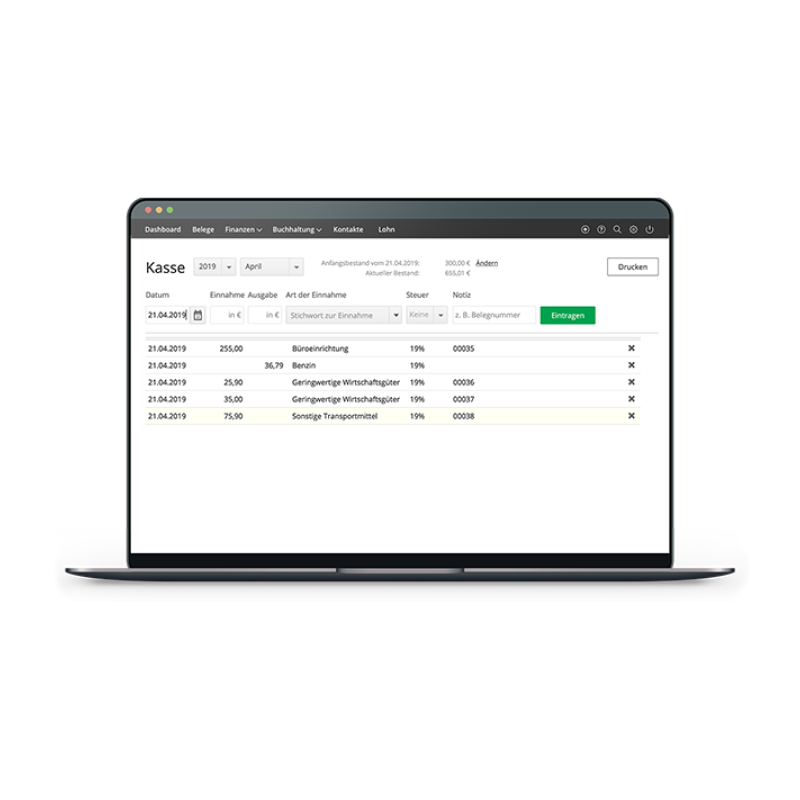 Dashboard Belege Finanzen Buchhaltung Kontakte Lohn
Kasse 2019 April Anfangsbestand vom 21.04.2019: 300,00 € Ändern Drucken
Aktueller Bestand: 655,01 €
Datum Einnahme Ausgabe Art der Einnahme Steuer Notiz
21.04.2019 in € in € Stichwort zur Einnahme Keine z. B. Belegnummer Eintragen
21.04.2019 255,00 Büroeinrichtung 19% 00035
21.04.2019 36,79 Benzin 19%
21.04.2019 25,90 Geringwertige Wirtschaftsgüter 19% 00036
21.04.2019 35,00 Geringwertige Wirtschaftsgüter 19% 00037
21.04.2019 75,90 Sonstige Transportmittel 19% 00038